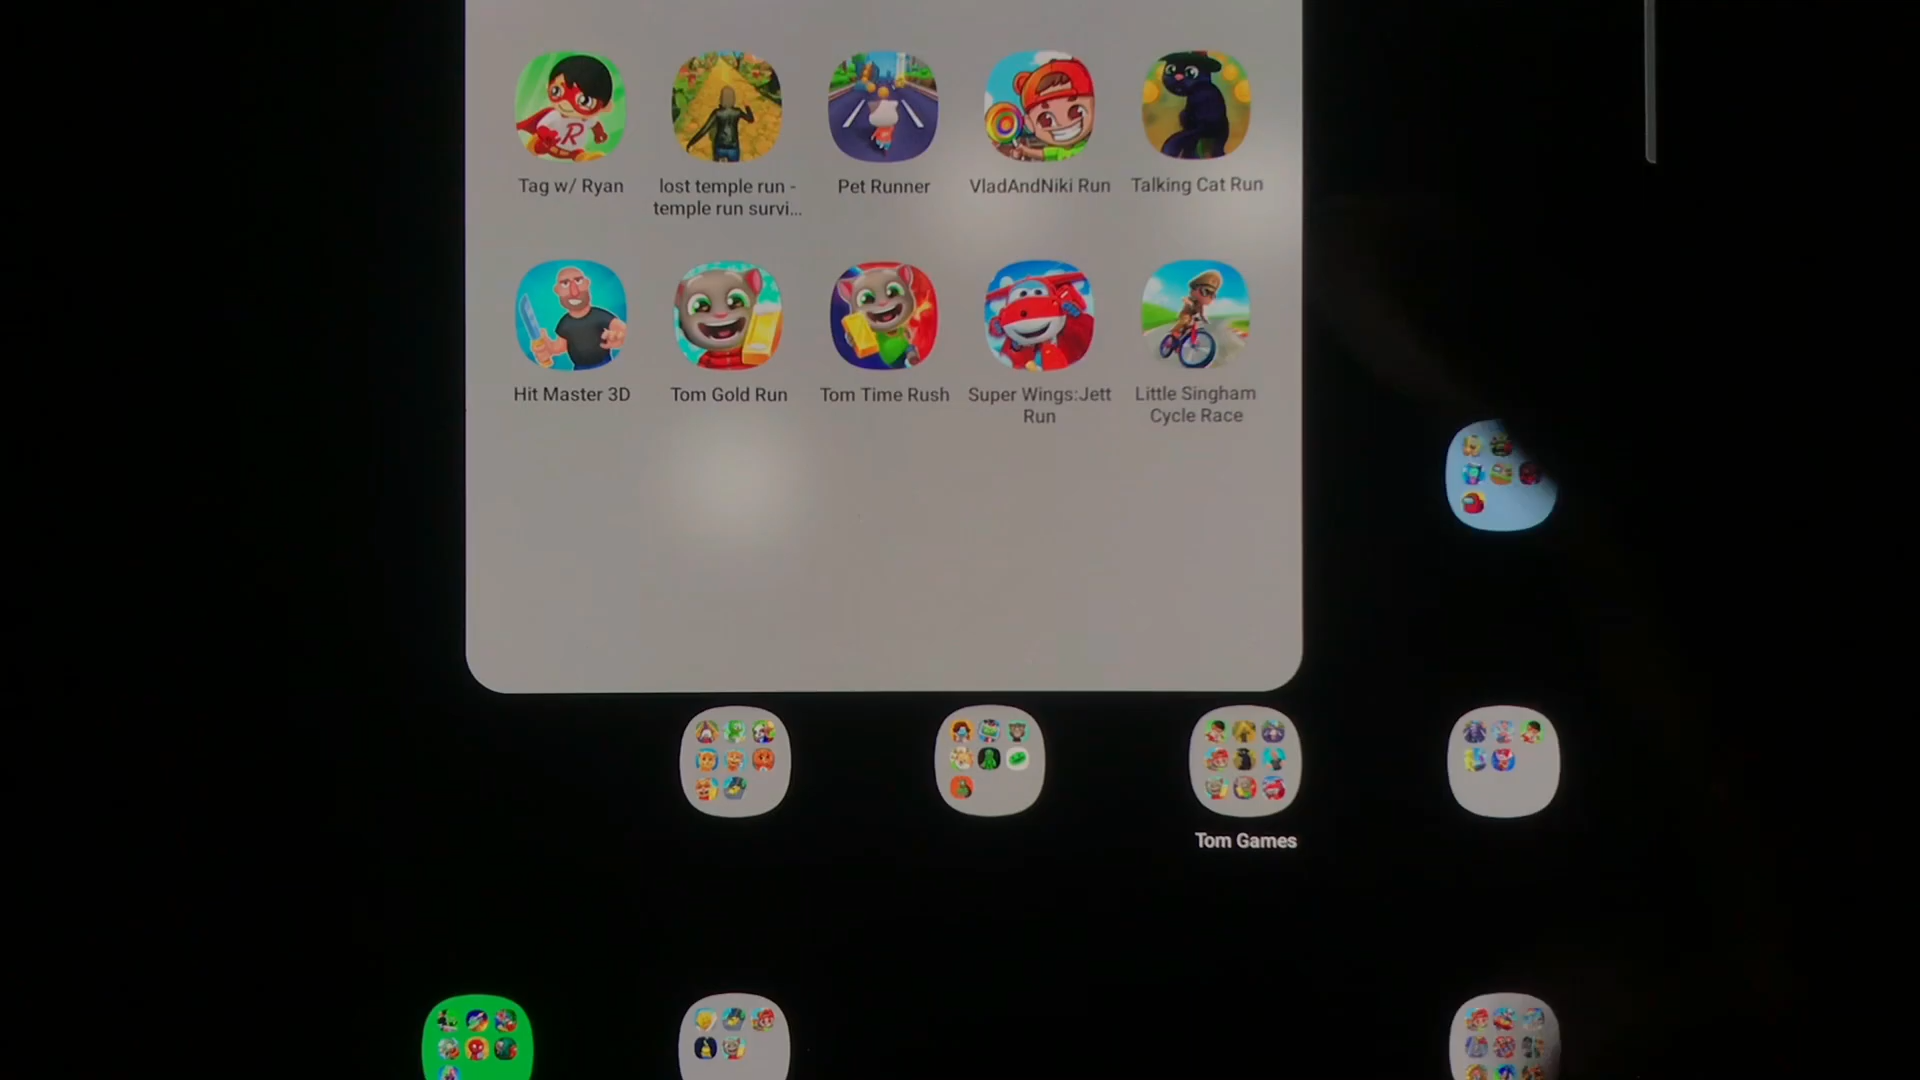 Tag w/ Ryan
lost temple run -
temple run survi...
Pet Runner
VladAndNiki Run
Talking Cat Run
Hit Master 3D
Tom Gold Run
Tom Time Rush
Super Wings:Jett
Run
Little Singham
Cycle Race
Tom Games
R